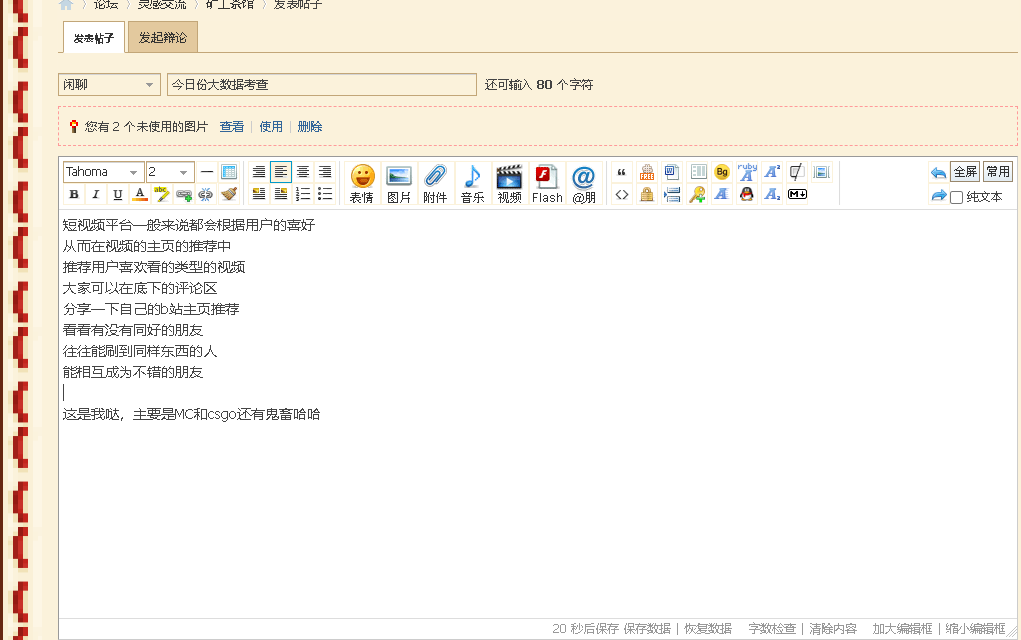 论坛 › 灵感交流 › 矿工茶馆 › 发表帖子
发表帖子 发起辩论
闲聊 今日份大数据考查 还可输入 80 个字符
您有 2 个未使用的图片 查看 | 使用 | 删除
Tahoma 2
B I U A abc
表情 图片 附件 音乐 视频 Flash @朋
Bg ruby
全屏 常用
纯文本
短视频平台一般来说都会根据用户的喜好
从而在视频的主页的推荐中
推荐用户喜欢看的类型的视频
大家可以在底下的评论区
分享一下自己的b站主页推荐
看看有没有同好的朋友
往往能刷到同样东西的人
能相互成为不错的朋友
这是我哒，主要是MC和csgo还有鬼畜哈哈
20 秒后保存 保存数据 | 恢复数据 字数检查 | 清除内容 加大编辑框 | 缩小编辑框